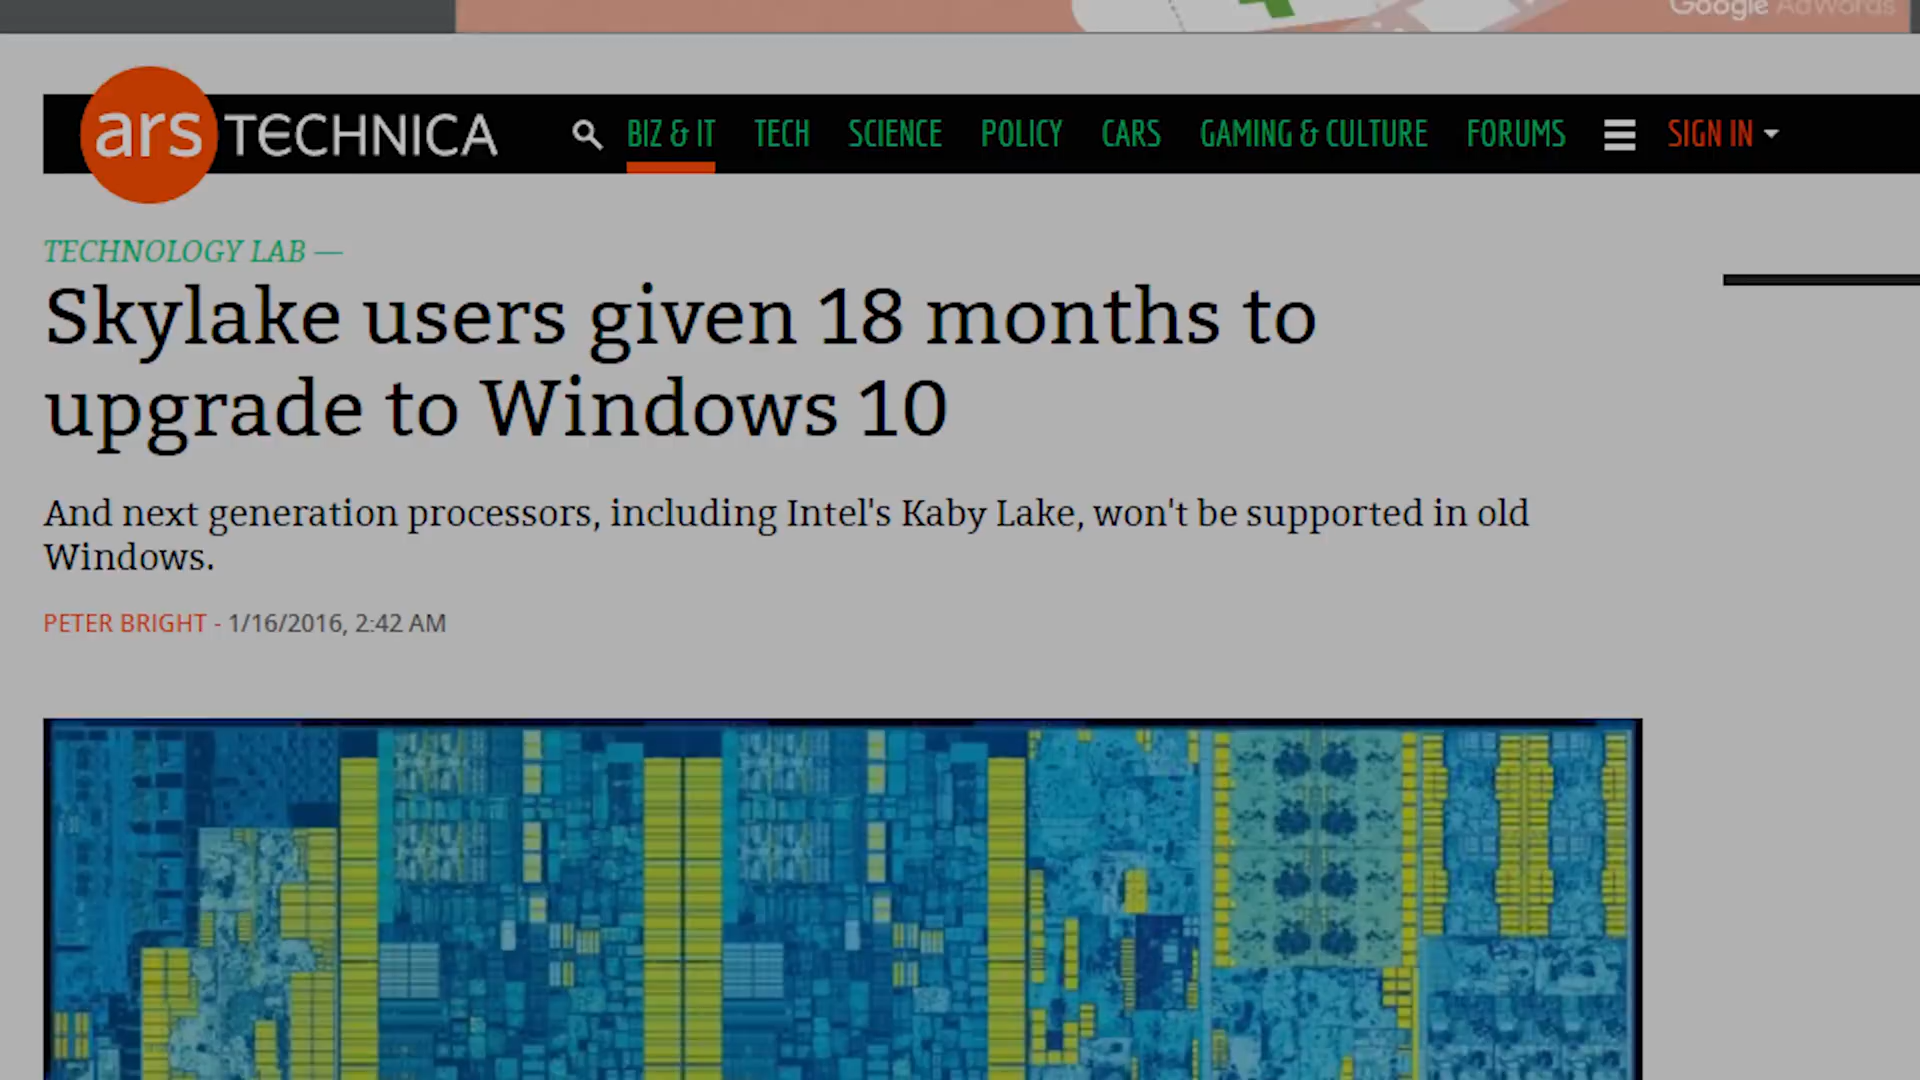 Google AdWords
ars TECHNICA BIZ & IT TECH SCIENCE POLICY CARS GAMING & CULTURE FORUMS SIGN IN
TECHNOLOGY LAB —
Skylake users given 18 months to
upgrade to Windows 10
And next generation processors, including Intel's Kaby Lake, won't be supported in old
Windows.
PETER BRIGHT - 1/16/2016, 2:42 AM